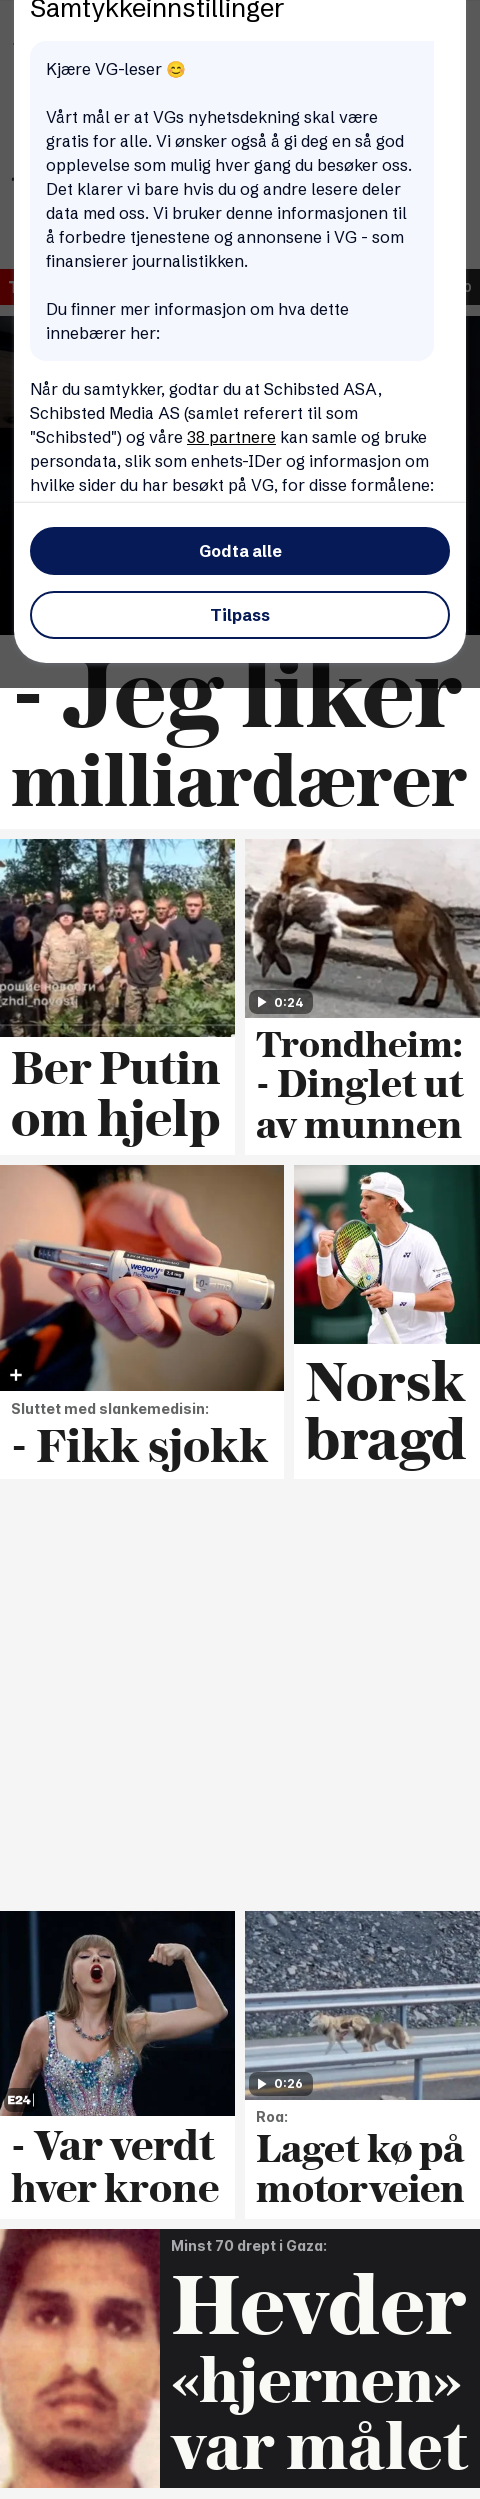 Samtykkeinnstillinger
Kjære VG-leser 😊
Vårt mål er at VGs nyhetsdekning skal være
gratis for alle. Vi ønsker også å gi deg en så god
opplevelse som mulig hver gang du besøker oss.
Det klarer vi bare hvis du og andre lesere deler
data med oss. Vi bruker denne informasjonen til
å forbedre tjenestene og annonsene i VG - som
finansierer journalistikken.
Du finner mer informasjon om hva dette
innebærer her:
Når du samtykker, godtar du at Schibsted ASA,
Schibsted Media AS (samlet referert til som
"Schibsted") og våre 38 partnere kan samle og bruke
persondata, slik som enhets-IDer og informasjon om
hvilke sider du har besøkt på VG, for disse formålene:
Godta alle
Tilpass
- Jeg liker
milliardærer
zhdi_novosti
Ber Putin
om hjelp
0:24
Trondheim:
- Dinglet ut
av munnen
wegovy
Sluttet med slankemedisin:
- Fikk sjokk
Norsk
bragd
E24
- Var verdt
hver krone
0:26
Roa:
Laget kø på
motorveien
Minst 70 drept i Gaza:
Hevder
«hjernen»
var målet